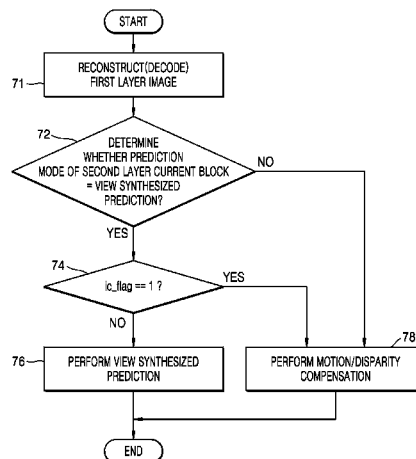 START
71
RECONSTRUCT(DECODE)
FIRST LAYER IMAGE
72
DETERMINE
WHETHER PREDICTION
MODE OF SECOND LAYER CURRENT BLOCK
= VIEW SYNTHESIZED
PREDICTION?
NO
YES
74
ic_flag == 1 ?
YES
NO
76
PERFORM VIEW SYNTHESIZED
PREDICTION
78
PERFORM MOTION/DISPARITY
COMPENSATION
END